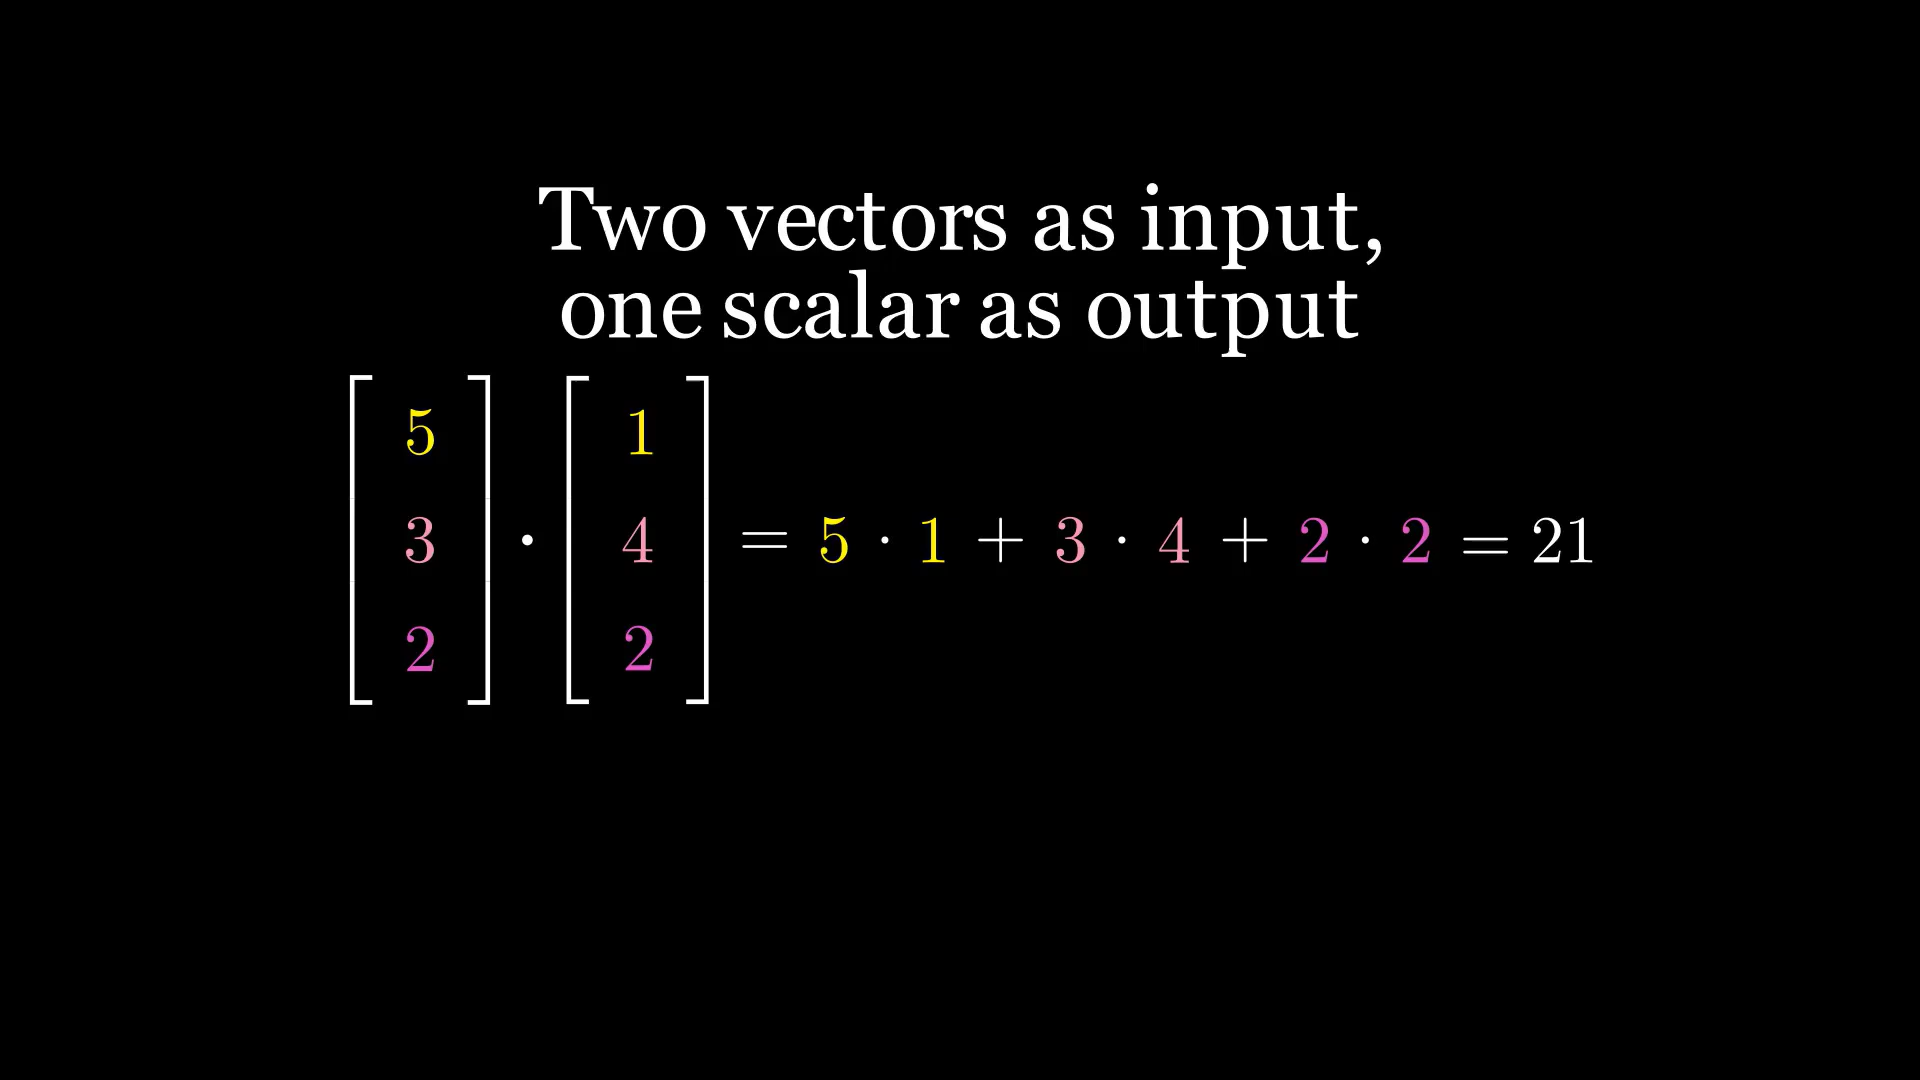 Two vectors as input,
one scalar as output
5
3
2
·
1
4
2
= 5 · 1 + 3 · 4 + 2 · 2 = 21